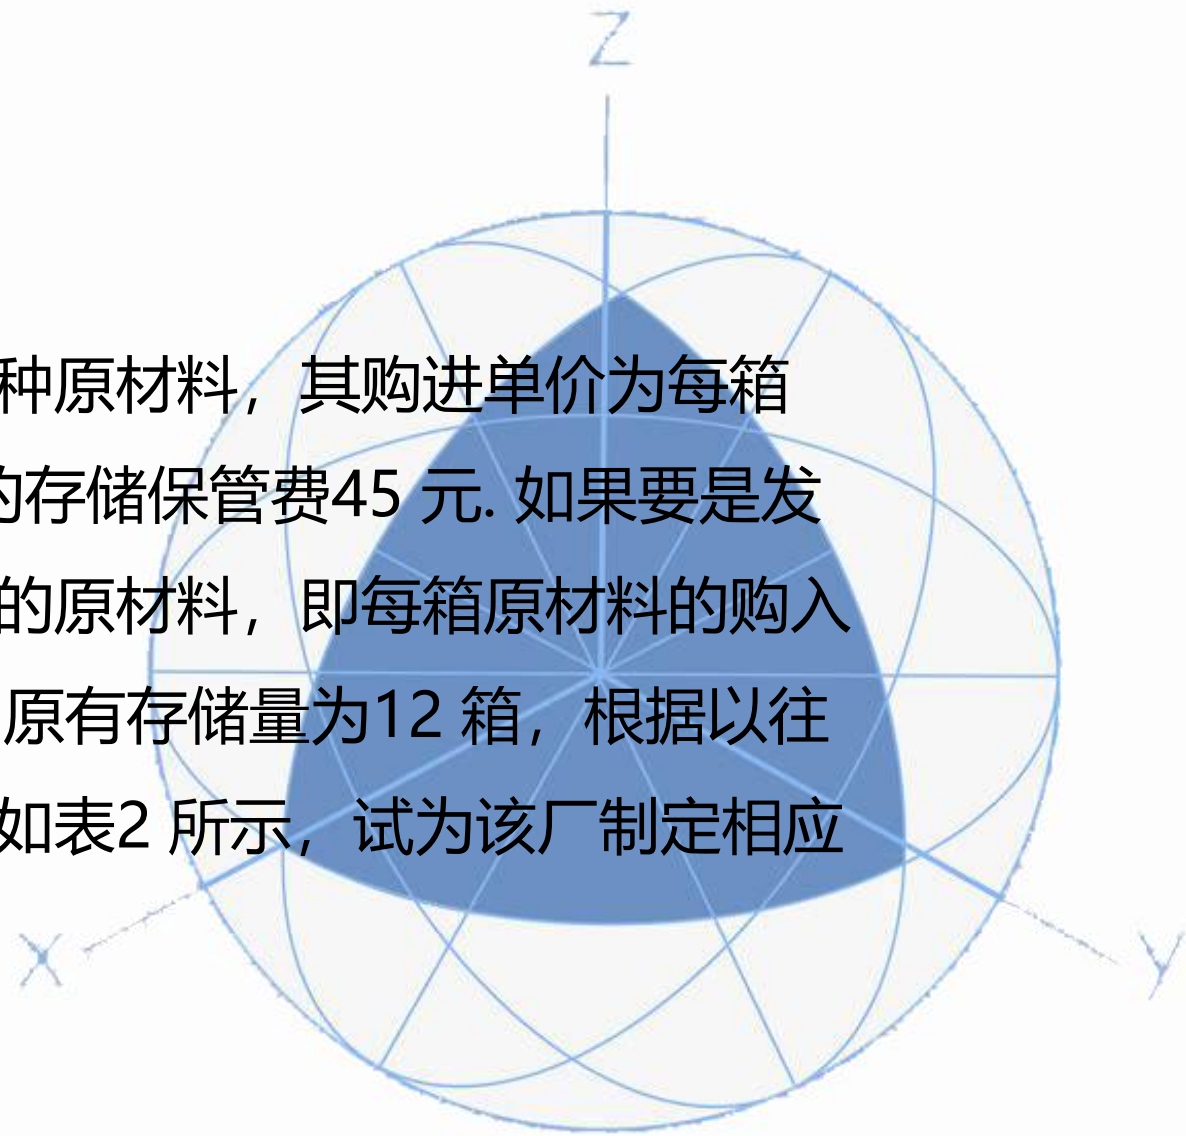 Z
种原材料，其购进单价为每箱
的存储保管费45 元. 如果要是发
的原材料，即每箱原材料的购入
原有存储量为12 箱，根据以往
如表2 所示，试为该厂制定相应
X
Y